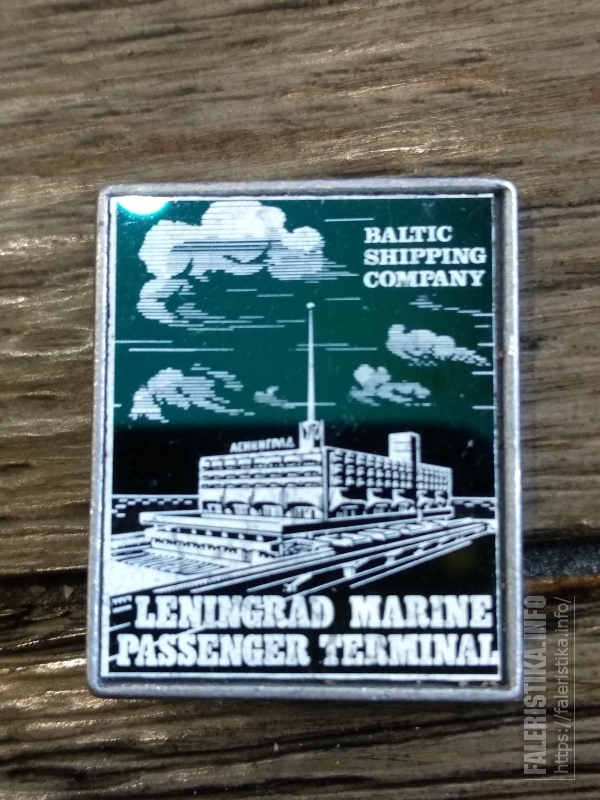 BALTIC
SHIPPING
COMPANY
ЛЕНИНГРАД
LENINGRAD MARINE
PASSENGER TERMINAL
FALERISTIKA.INFO
https://faleristika.info/